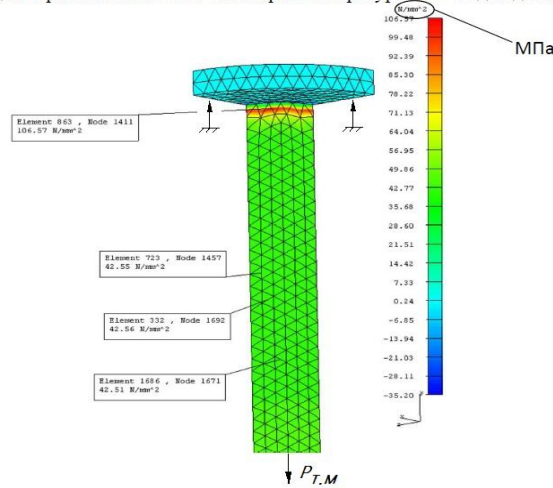 N/mm^2
106.57
99.48
МПа
92.39
85.30
78.22
71.13
64.04
56.95
49.86
42.77
35.68
28.60
21.51
14.42
7.33
0.24
-6.85
-13.94
-21.03
-28.11
-35.20
Element 863 , Node 1411
106.57 N/mm^2
Element 723 , Node 1457
42.55 N/mm^2
Element 332 , Node 1692
42.56 N/mm^2
Element 1686 , Node 1671
42.51 N/mm^2
P_T,M